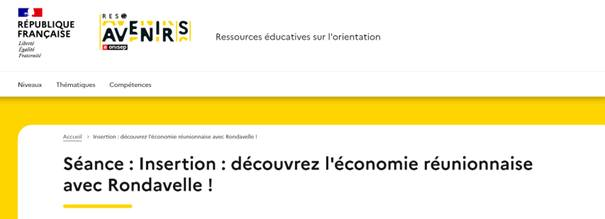 RÉPUBLIQUE
FRANÇAISE
Liberté
Égalité
Fraternité
RES
AVENIRS
onisep
Ressources éducatives sur l'orientation
Niveaux Thématiques Compétences
Accueil > Insertion : découvrez l'économie réunionnaise avec Rondavelle !
Séance : Insertion : découvrez l'économie réunionnaise
avec Rondavelle !